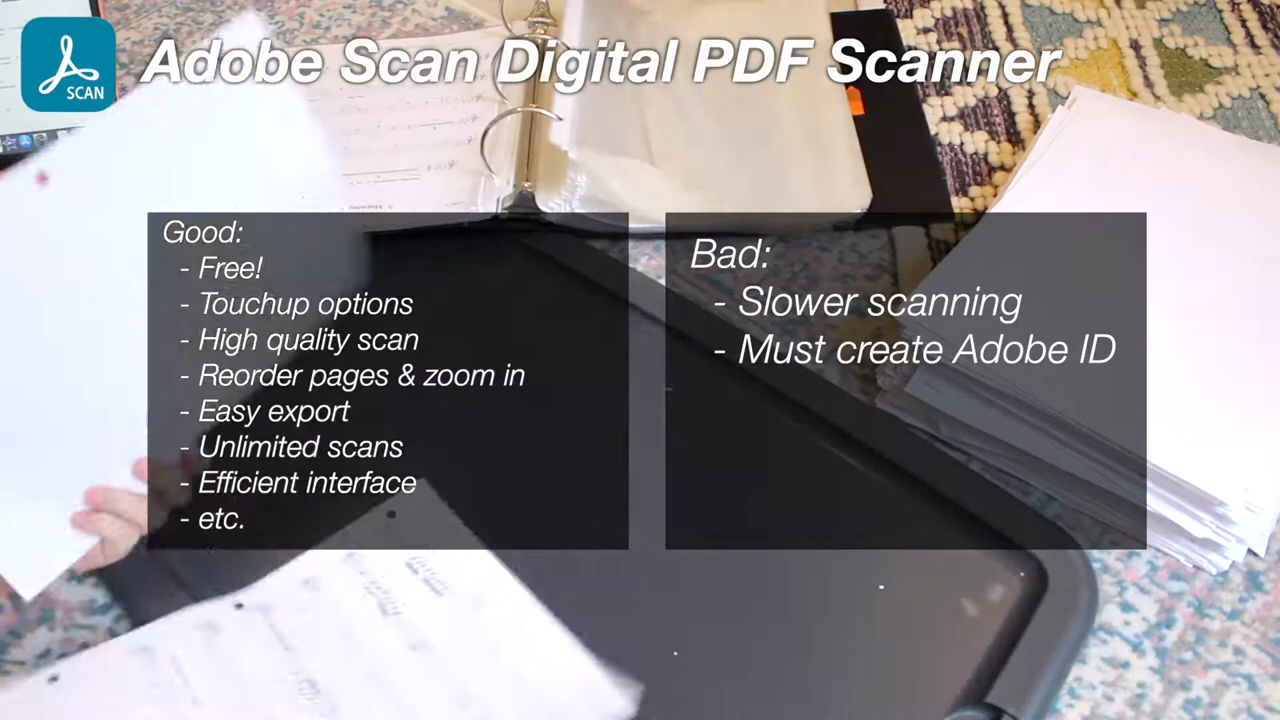 SCAN
Adobe Scan Digital PDF Scanner
Good:
- Free!
- Touchup options
- High quality scan
- Reorder pages & zoom in
- Easy export
- Unlimited scans
- Efficient interface
- etc.
Bad:
- Slower scanning
- Must create Adobe ID